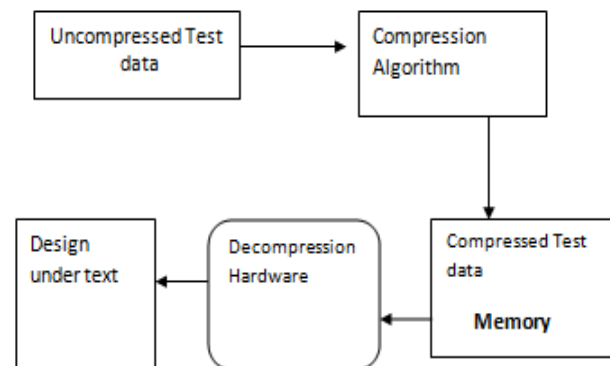 Uncompressed Test
data
Compression
Algorithm
Compressed Test
data
Memory
Decompression
Hardware
Design
under text